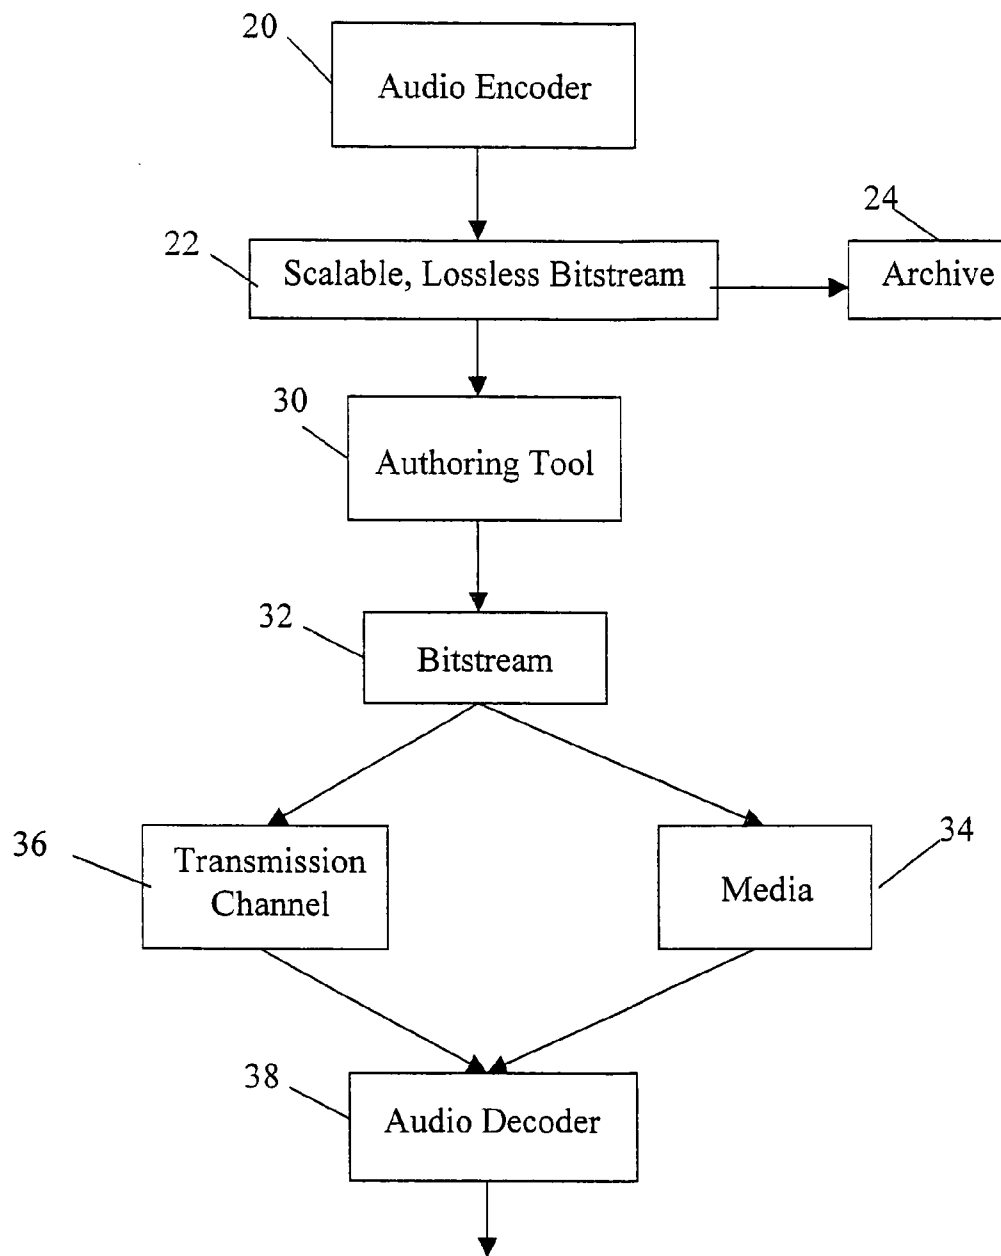 20
Audio Encoder
24
22
Scalable, Lossless Bitstream
Archive
30
Authoring Tool
32
Bitstream
36
Transmission
Channel
34
Media
38
Audio Decoder